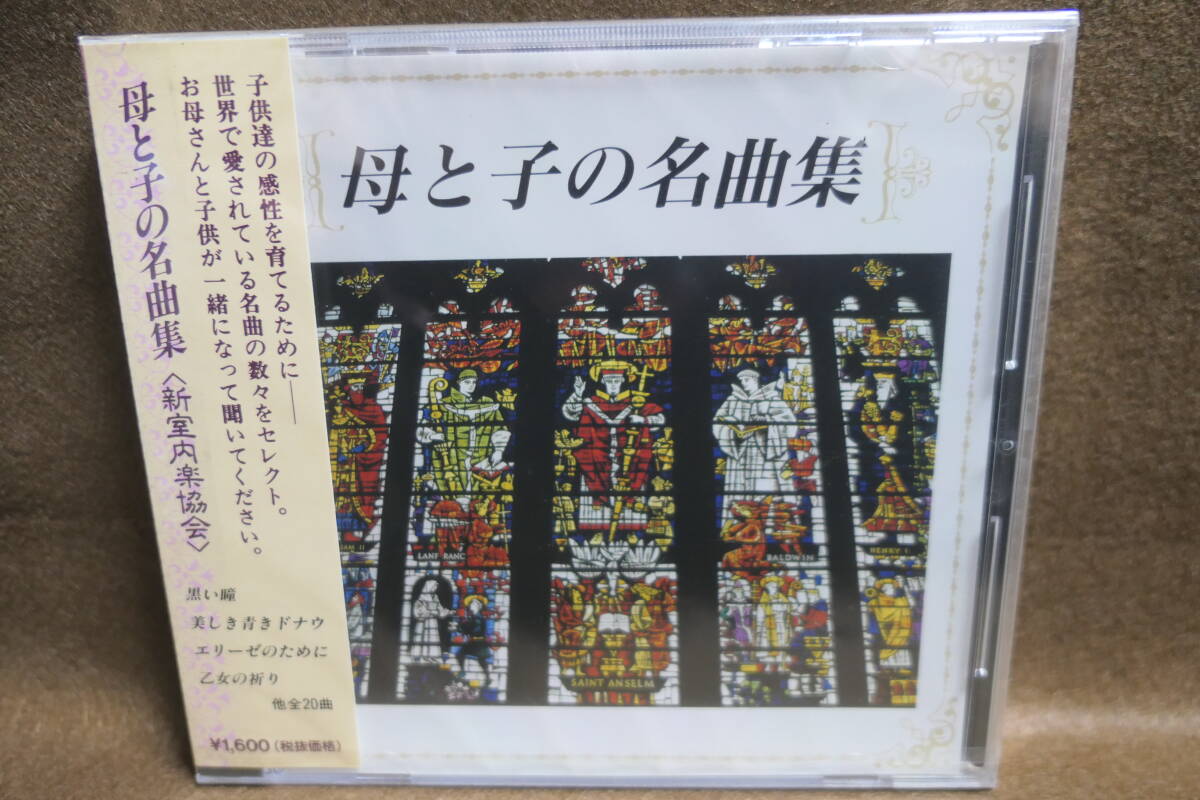 母と子の名曲集〈新室内楽協会〉
子供達の感性を育てるために――
世界で愛されている名曲の数々をセレクト。
お母さんと子供が一緒になって聞いてください。
黒い瞳
美しき青きドナウ
エリーゼのために
乙女の祈り
他全20曲
¥1,600(税抜価格)
母と子の名曲集
IAM II
LANFRANC
BALDWIN
HENRY I
SAINT ANSELM